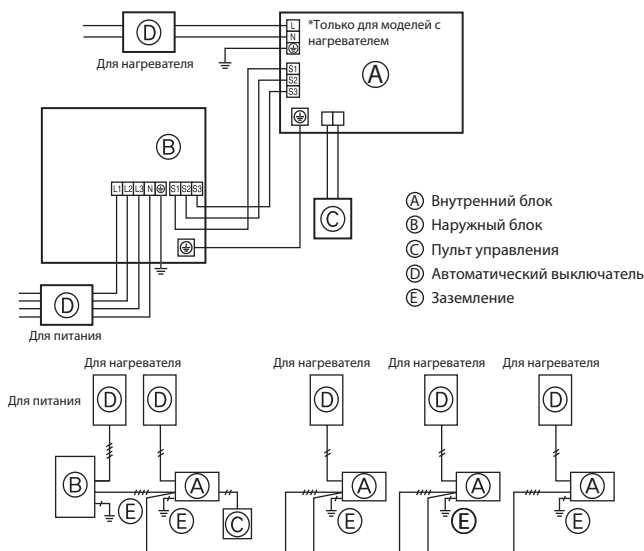 D
Для нагревателя
L
N
*Только для моделей с
нагревателем
S1
S2
S3
A
B
L1 L2 L3 N S1 S2 S3
C
A Внутренний блок
B Наружный блок
C Пульт управления
D Автоматический выключатель
E Заземление
D
Для питания
Для нагревателя
Для нагревателя
Для нагревателя
Для нагревателя
Для питания
D
D
D
D
D
B
A
A
A
A
E
E
C
E
E
E